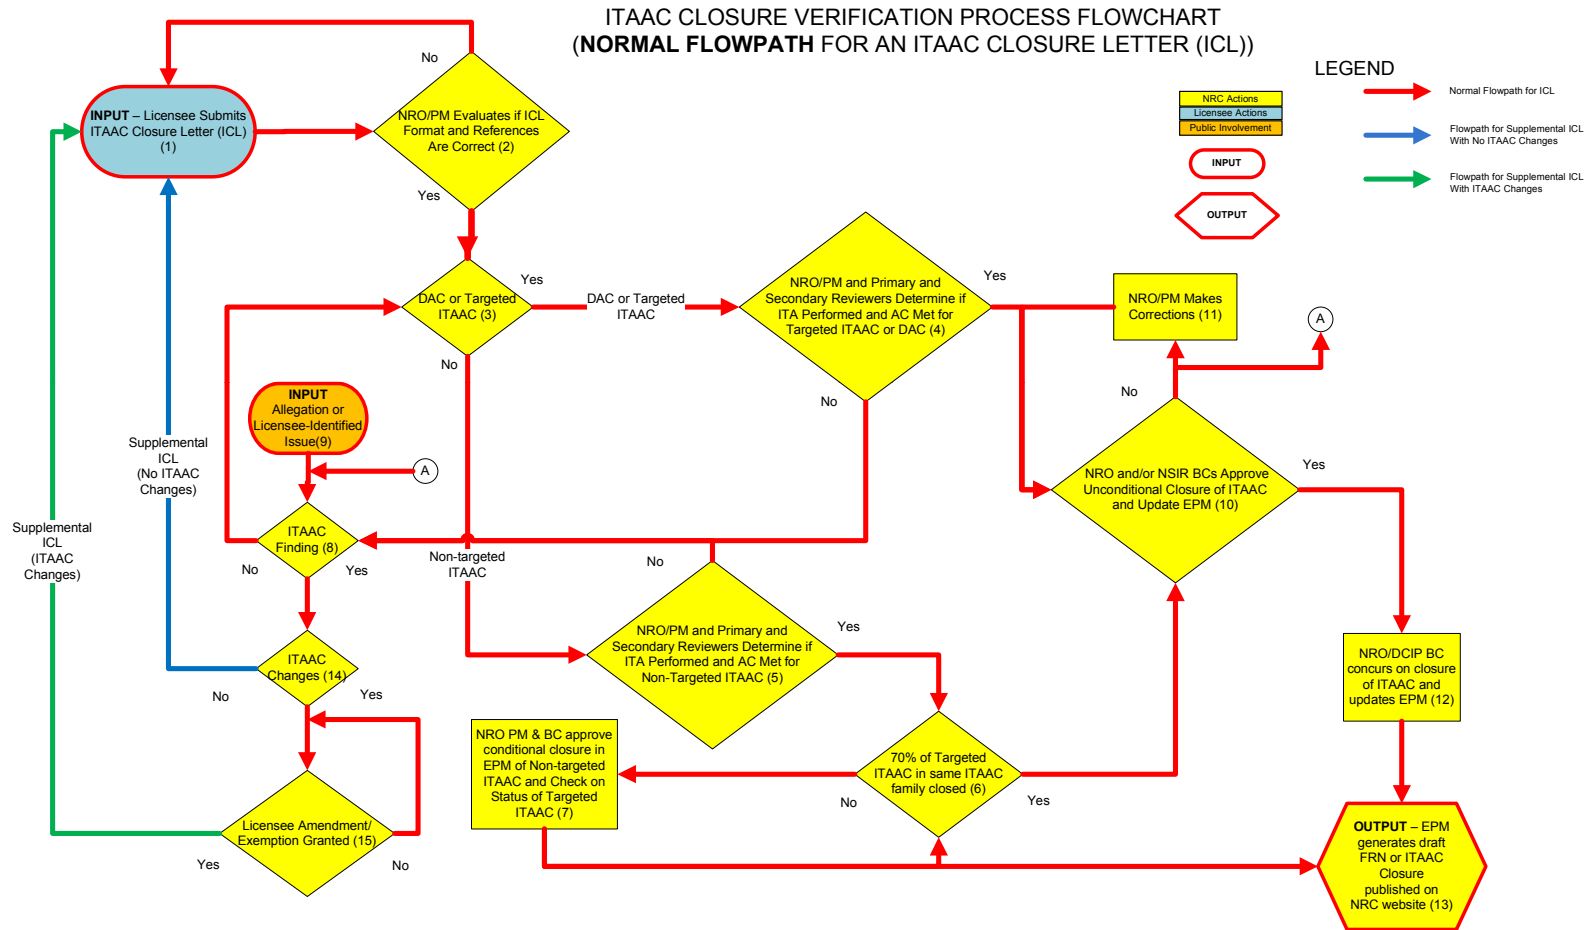 ITAAC CLOSURE VERIFICATION PROCESS FLOWCHART
(NORMAL FLOWPATH FOR AN ITAAC CLOSURE LETTER (ICL))
LEGEND
NRC Actions
Licensee Actions
Public Involvement
INPUT
OUTPUT
Normal Flowpath for ICL
Flowpath for Supplemental ICL
With No ITAAC Changes
Flowpath for Supplemental ICL
With ITAAC Changes
No
INPUT – Licensee Submits
ITAAC Closure Letter (ICL)
(1)
NRO/PM Evaluates if ICL
Format and References
Are Correct (2)
Yes
DAC or Targeted
ITAAC (3)
Yes
No
DAC or Targeted
ITAAC
NRO/PM and Primary and
Secondary Reviewers Determine if
ITA Performed and AC Met for
Targeted ITAAC or DAC (4)
Yes
No
NRO/PM Makes
Corrections (11)
A
No
INPUT
Allegation or
Licensee-Identified
Issue(9)
A
Supplemental
ICL
(No ITAAC
Changes)
Supplemental
ICL
(ITAAC
Changes)
ITAAC
Finding (8)
No
Yes
Non-targeted
ITAAC
NRO and/or NSIR BCs Approve
Unconditional Closure of ITAAC
and Update EPM (10)
Yes
No
NRO/PM and Primary and
Secondary Reviewers Determine if
ITA Performed and AC Met for
Non-Targeted ITAAC (5)
Yes
ITAAC
Changes (14)
No
Yes
NRO/DCIP BC
concurs on closure
of ITAAC and
updates EPM (12)
NRO PM & BC approve
conditional closure in
EPM of Non-targeted
ITAAC and Check on
Status of Targeted
ITAAC (7)
70% of Targeted
ITAAC in same ITAAC
family closed (6)
No
Yes
Licensee Amendment/
Exemption Granted (15)
Yes
No
OUTPUT – EPM
generates draft
FRN or ITAAC
Closure
published on
NRC website (13)